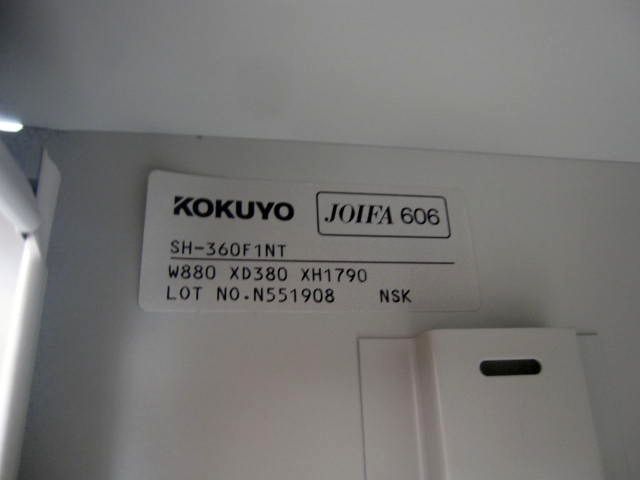 KOKUYO JOIFA 606
SH-360F1NT
W880 XD380 XH1790
LOT NO.N551908 NSK